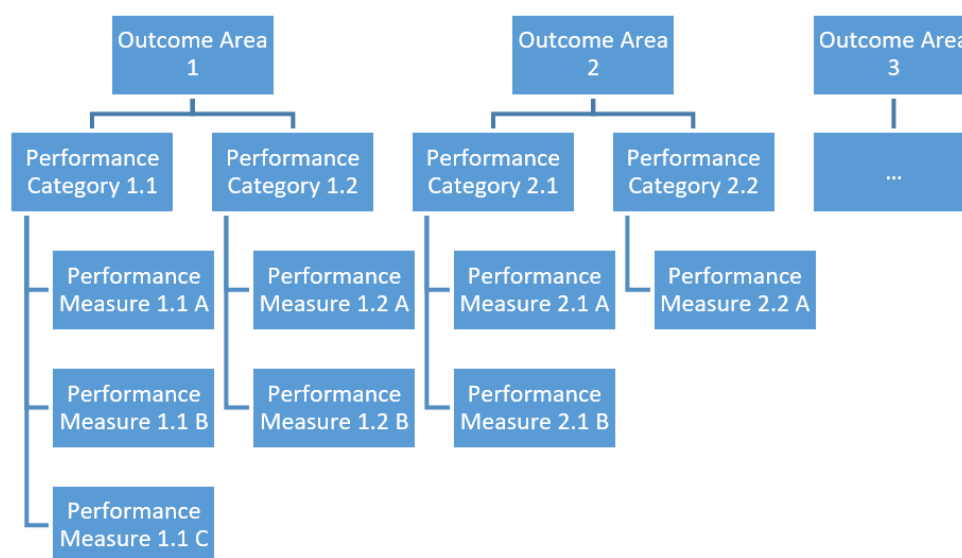 Outcome Area
1
Outcome Area
2
Outcome Area
3
Performance
Category 1.1
Performance
Category 1.2
Performance
Category 2.1
Performance
Category 2.2
...
Performance
Measure 1.1 A
Performance
Measure 1.2 A
Performance
Measure 2.1 A
Performance
Measure 2.2 A
Performance
Measure 1.1 B
Performance
Measure 1.2 B
Performance
Measure 2.1 B
Performance
Measure 1.1 C